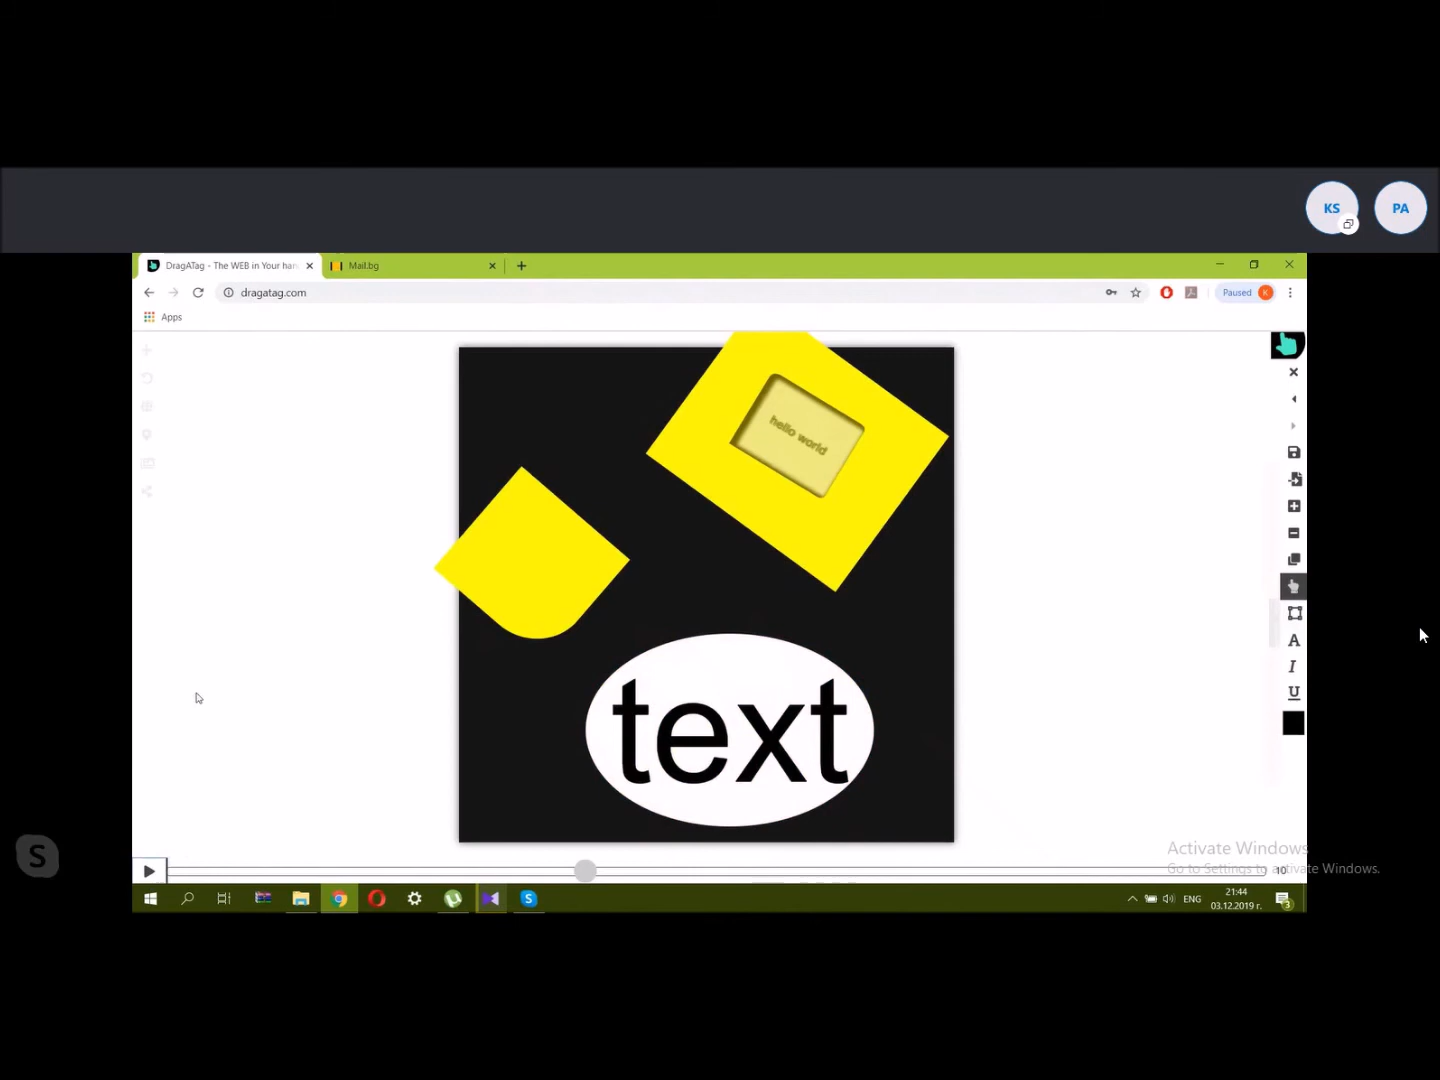 KS
PA
DragATag - The WEB in Your han
Mail.bg
dragatag.com
Paused
K
Apps
hello world
text
A
I
U
S
Activate Windows
Go to Settings to activate Windows.
10
21:44
ENG
03.12.2019 г.
3